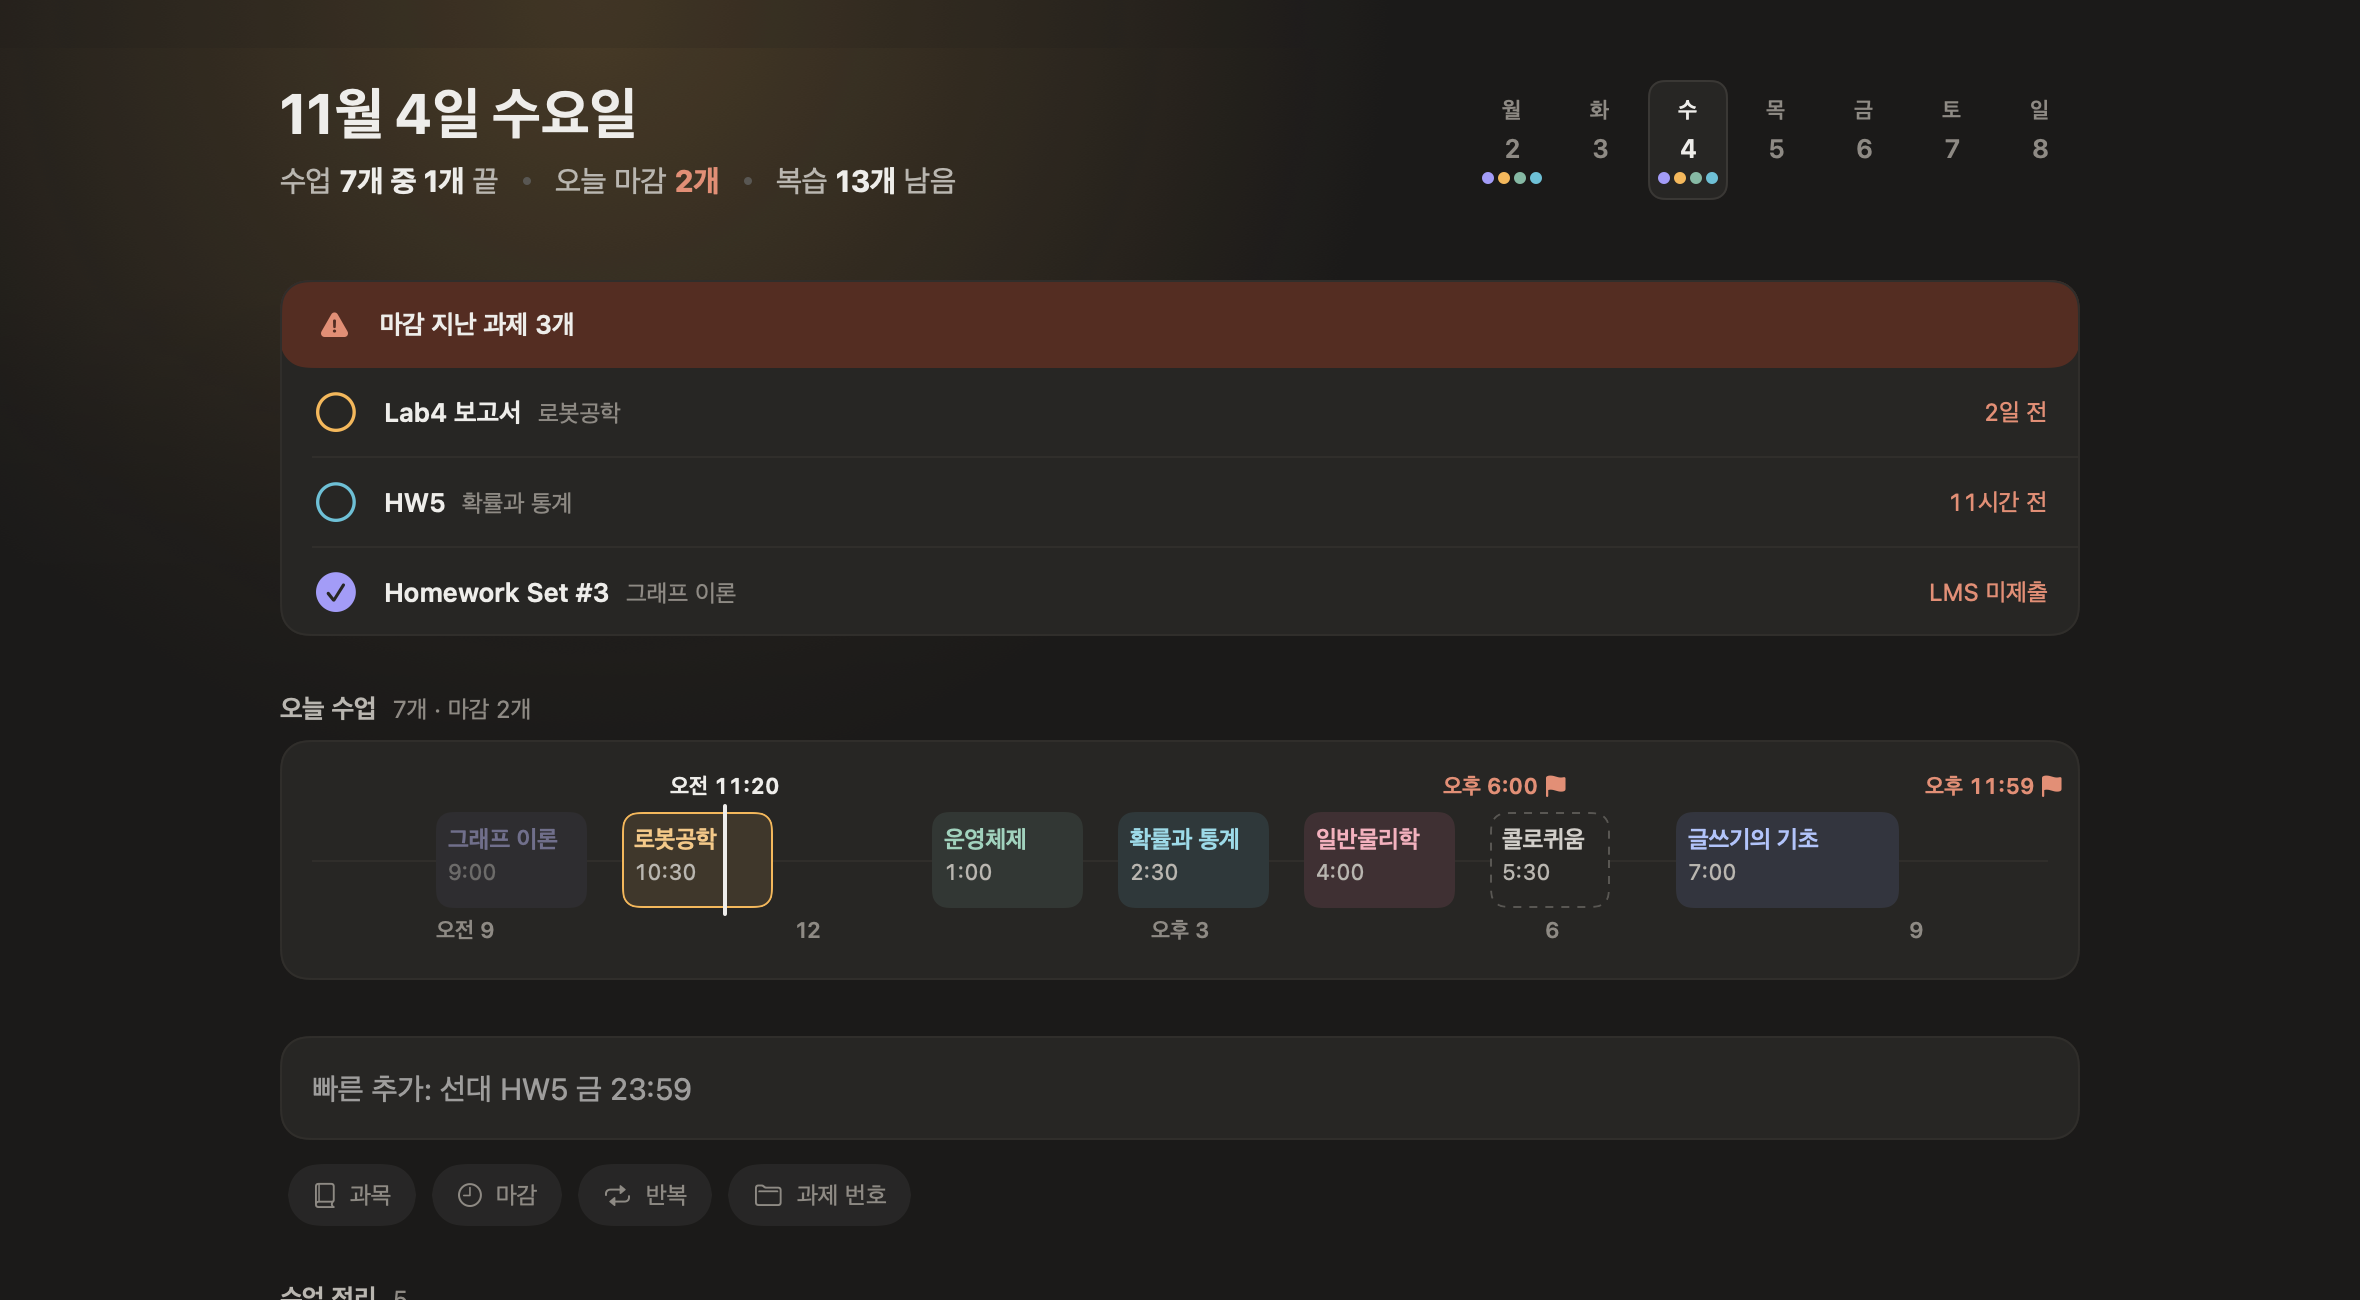 11월 4일 수요일
수업 7개 중 1개 끝 • 오늘 마감 2개 • 복습 13개 남음
월 화 수 목 금 토 일
2 3 4 5 6 7 8
마감 지난 과제 3개
Lab4 보고서 로봇공학 2일 전
HW5 확률과 통계 11시간 전
Homework Set #3 그래프 이론 LMS 미제출
오늘 수업 7개 · 마감 2개
오전 11:20 오후 6:00 오후 11:59
그래프 이론 로봇공학 운영체제 확률과 통계 일반물리학 콜로퀴움 글쓰기의 기초
9:00 10:30 1:00 2:30 4:00 5:30 7:00
오전 9 12 오후 3 6 9
빠른 추가: 선대 HW5 금 23:59
과목 마감 반복 과제 번호
수업 정리 5